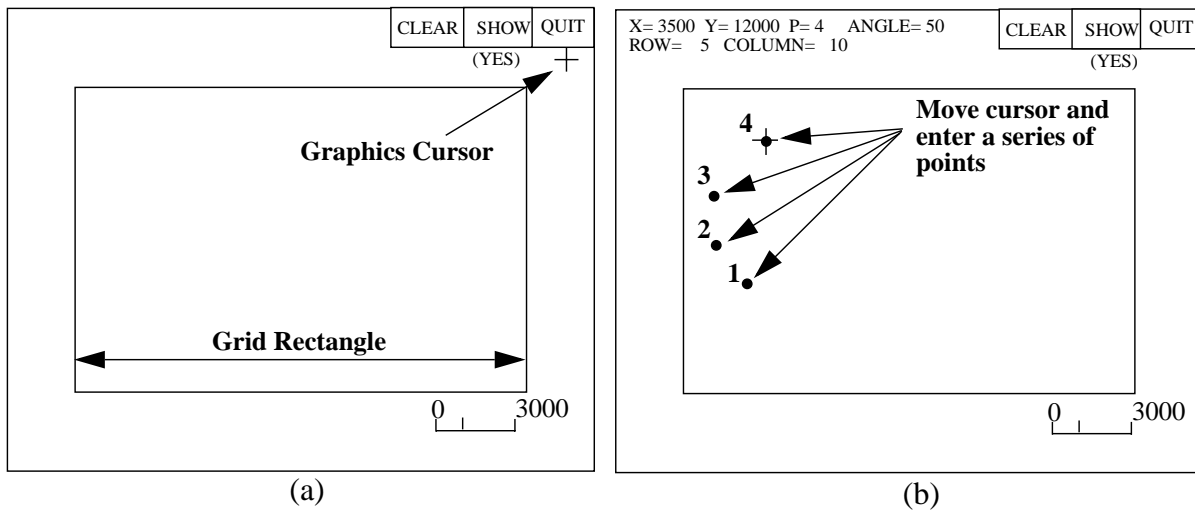 CLEAR SHOW QUIT
(YES)
Graphics Cursor
Grid Rectangle
0 3000
(a)
X= 3500 Y= 12000 P= 4 ANGLE= 50
ROW= 5 COLUMN= 10
CLEAR SHOW QUIT
(YES)
Move cursor and
enter a series of
points
4
3
2
1
0 3000
(b)